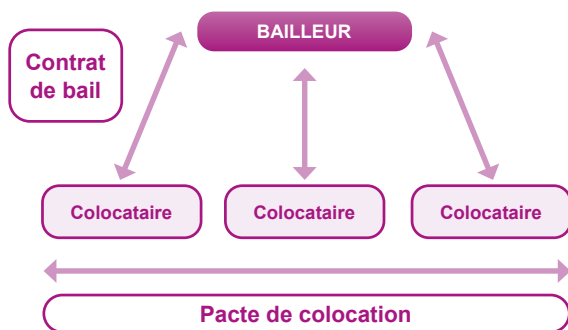 BAILLEUR
Contrat
de bail
Colocataire
Colocataire
Colocataire
Pacte de colocation